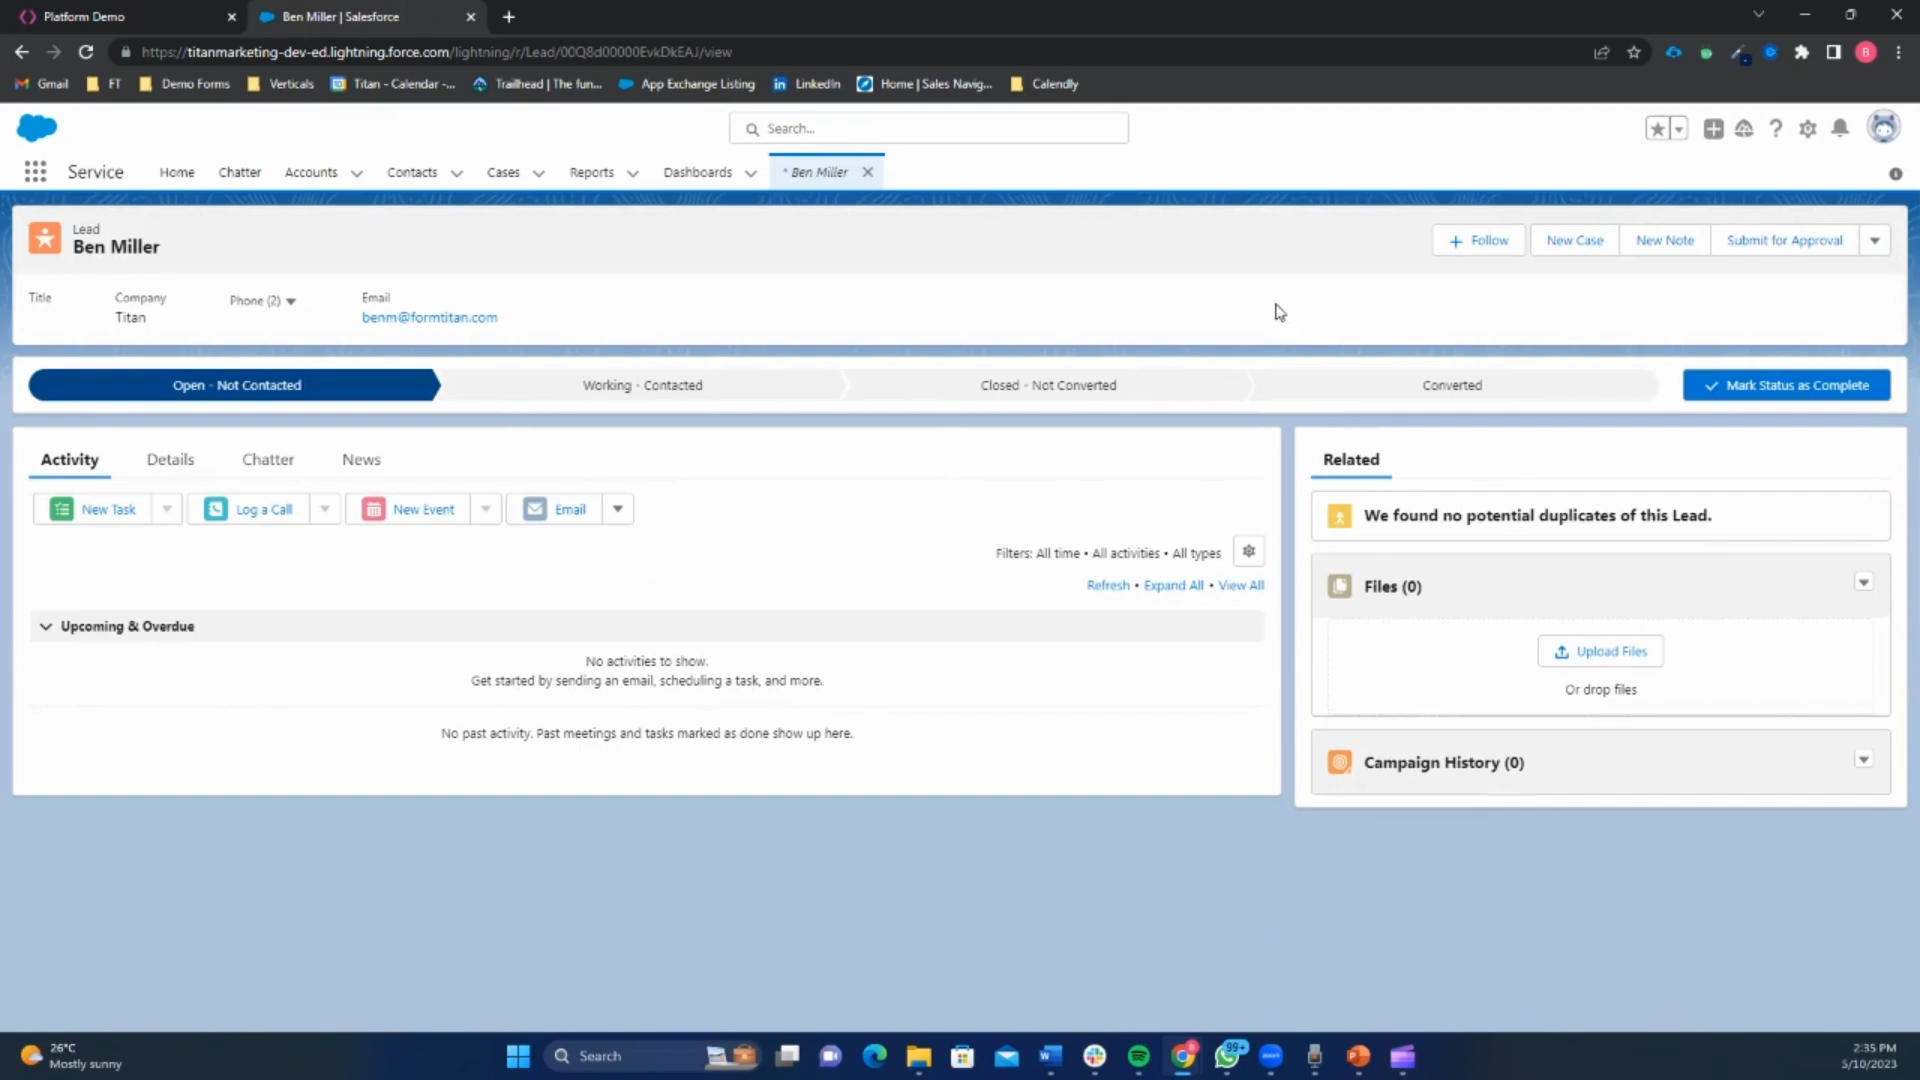 Platform Demo
Ben Miller | Salesforce
https://titanmarketing-dev-ed.lightning.force.com/lightning/r/Lead/00Q8d00000EvkDkEAJ/view
B
Gmail
FT
Demo Forms
Verticals
Titan - Calendar -...
Trailhead | The fun...
App Exchange Listing
LinkedIn
Home | Sales Navig...
Calendly
Search...
Service
Home
Chatter
Accounts
Contacts
Cases
Reports
Dashboards
* Ben Miller
Lead
Ben Miller
Follow
New Case
New Note
Submit for Approval
Title
Company
Titan
Phone (2)
Email
benm@formtitan.com
Open - Not Contacted
Working - Contacted
Closed - Not Converted
Converted
Mark Status as Complete
Activity
Details
Chatter
News
New Task
Log a Call
New Event
Email
Filters: All time • All activities • All types
Refresh • Expand All • View All
Upcoming & Overdue
No activities to show.
Get started by sending an email, scheduling a task, and more.
No past activity. Past meetings and tasks marked as done show up here.
Related
We found no potential duplicates of this Lead.
Files (0)
Upload Files
Or drop files
Campaign History (0)
26°C
Mostly sunny
Search
99+
2:35 PM
5/10/2023